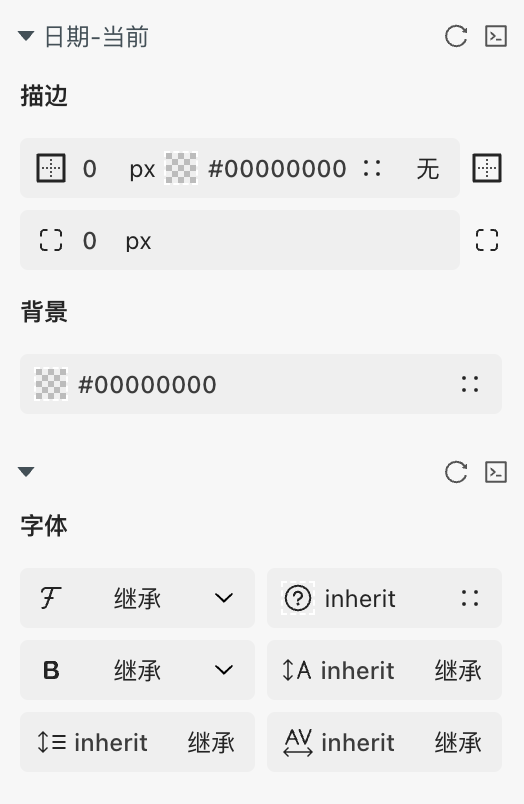 日期-当前
描边
0 px #00000000 无
0 px
背景
#00000000
字体
继承 inherit
B 继承 A inherit 继承
inherit 继承 AV inherit 继承